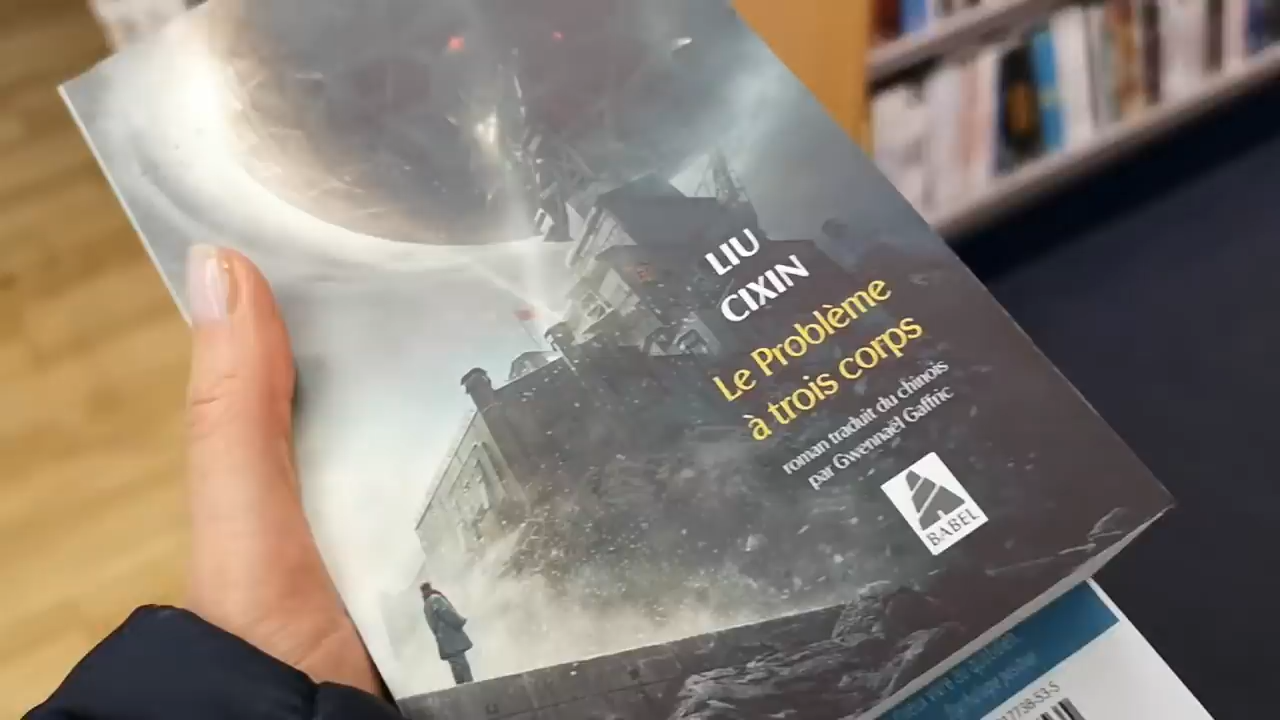 LIU
CIXIN
Le Problème
à trois corps
roman traduit du chinois
par Gwennaël Gaffric
BABEL